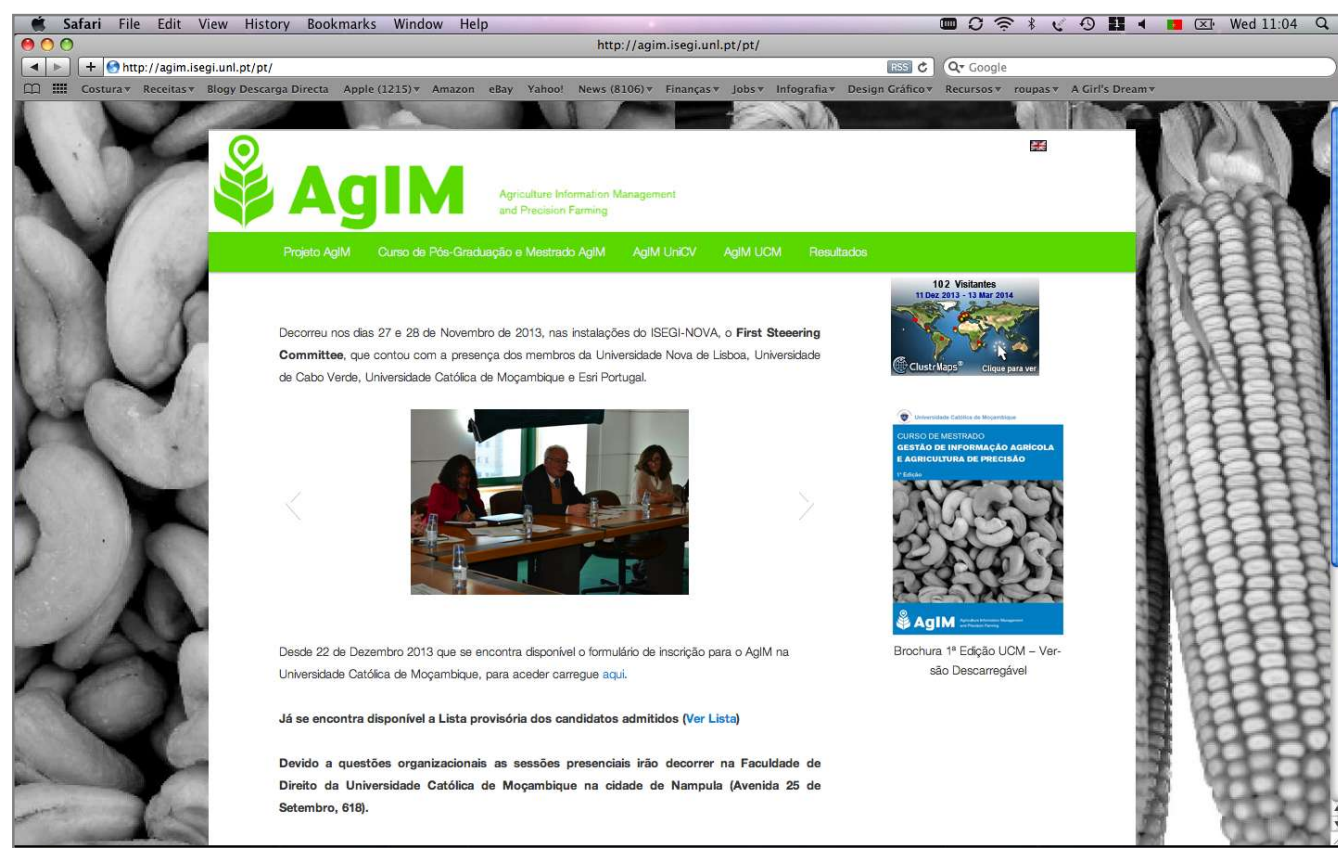 Safari File Edit View History Bookmarks Window Help
Wed 11:04
http://agim.isegi.unl.pt/pt/
http://agim.isegi.unl.pt/pt/
RSS
Google
Costura Receitas Blogy Descarga Directa Apple (1215) Amazon eBay Yahoo! News (8106) Finanças Jobs Infografia Design Gráfico Recursos roupas A Girl's Dream
AgIM
Agriculture Information Management
and Precision Farming
Projeto AgIM Curso de Pós-Graduação e Mestrado AgIM AgIM UniCV AgIM UCM Resultados
Decorreu nos dias 27 e 28 de Novembro de 2013, nas instalações do ISEGI-NOVA, o First Steeering
Committee, que contou com a presença dos membros da Universidade Nova de Lisboa, Universidade
de Cabo Verde, Universidade Católica de Moçambique e Esri Portugal.
Desde 22 de Dezembro 2013 que se encontra disponível o formulário de inscrição para o AgIM na
Universidade Católica de Moçambique, para aceder carregue aqui.
Já se encontra disponível a Lista provisória dos candidatos admitidos (Ver Lista)
Devido a questões organizacionais as sessões presenciais irão decorrer na Faculdade de
Direito da Universidade Católica de Moçambique na cidade de Nampula (Avenida 25 de
Setembro, 618).
102 Visitantes
11 Dez 2013 - 13 Mar 2014
ClustrMaps® Clique para ver
Universidade Católica de Moçambique
CURSO DE MESTRADO
GESTÃO DE INFORMAÇÃO AGRÍCOLA
E AGRICULTURA DE PRECISÃO
1ª Edição
AgIM
Agriculture Information Management
and Precision Farming
Brochura 1ª Edição UCM – Ver-
são Descarregável